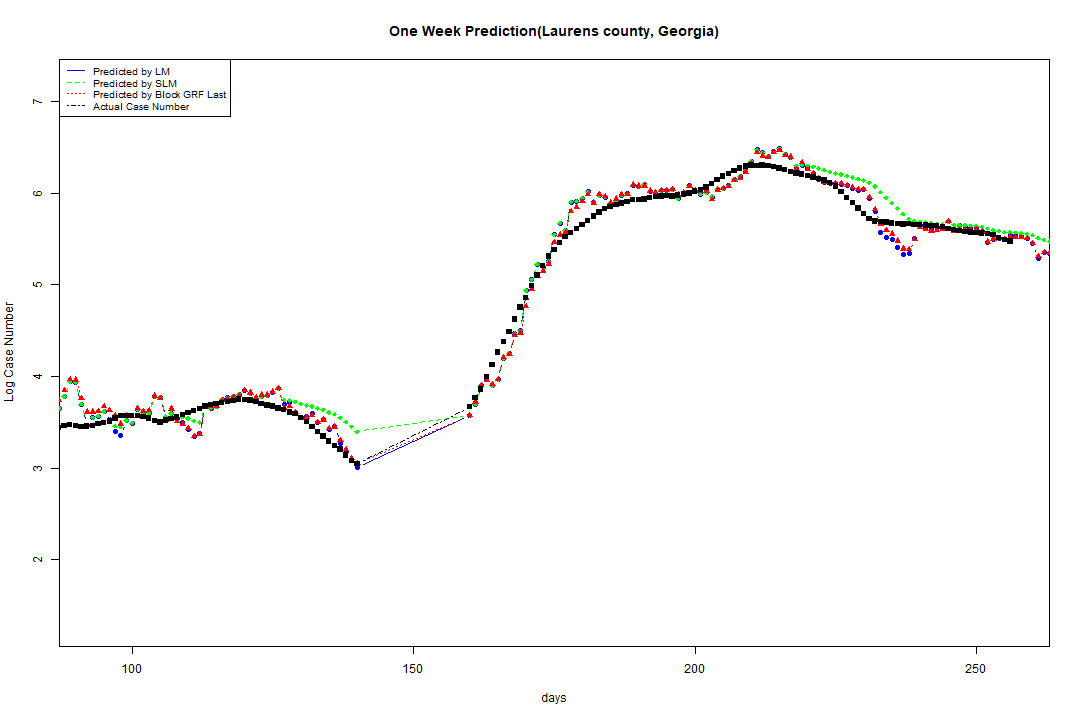 One Week Prediction(Laurens county, Georgia)
Predicted by LM
Predicted by SLM
Predicted by Block GRF Last
Actual Case Number
7
6
5
4
3
2
Log Case Number
100
150
200
250
days